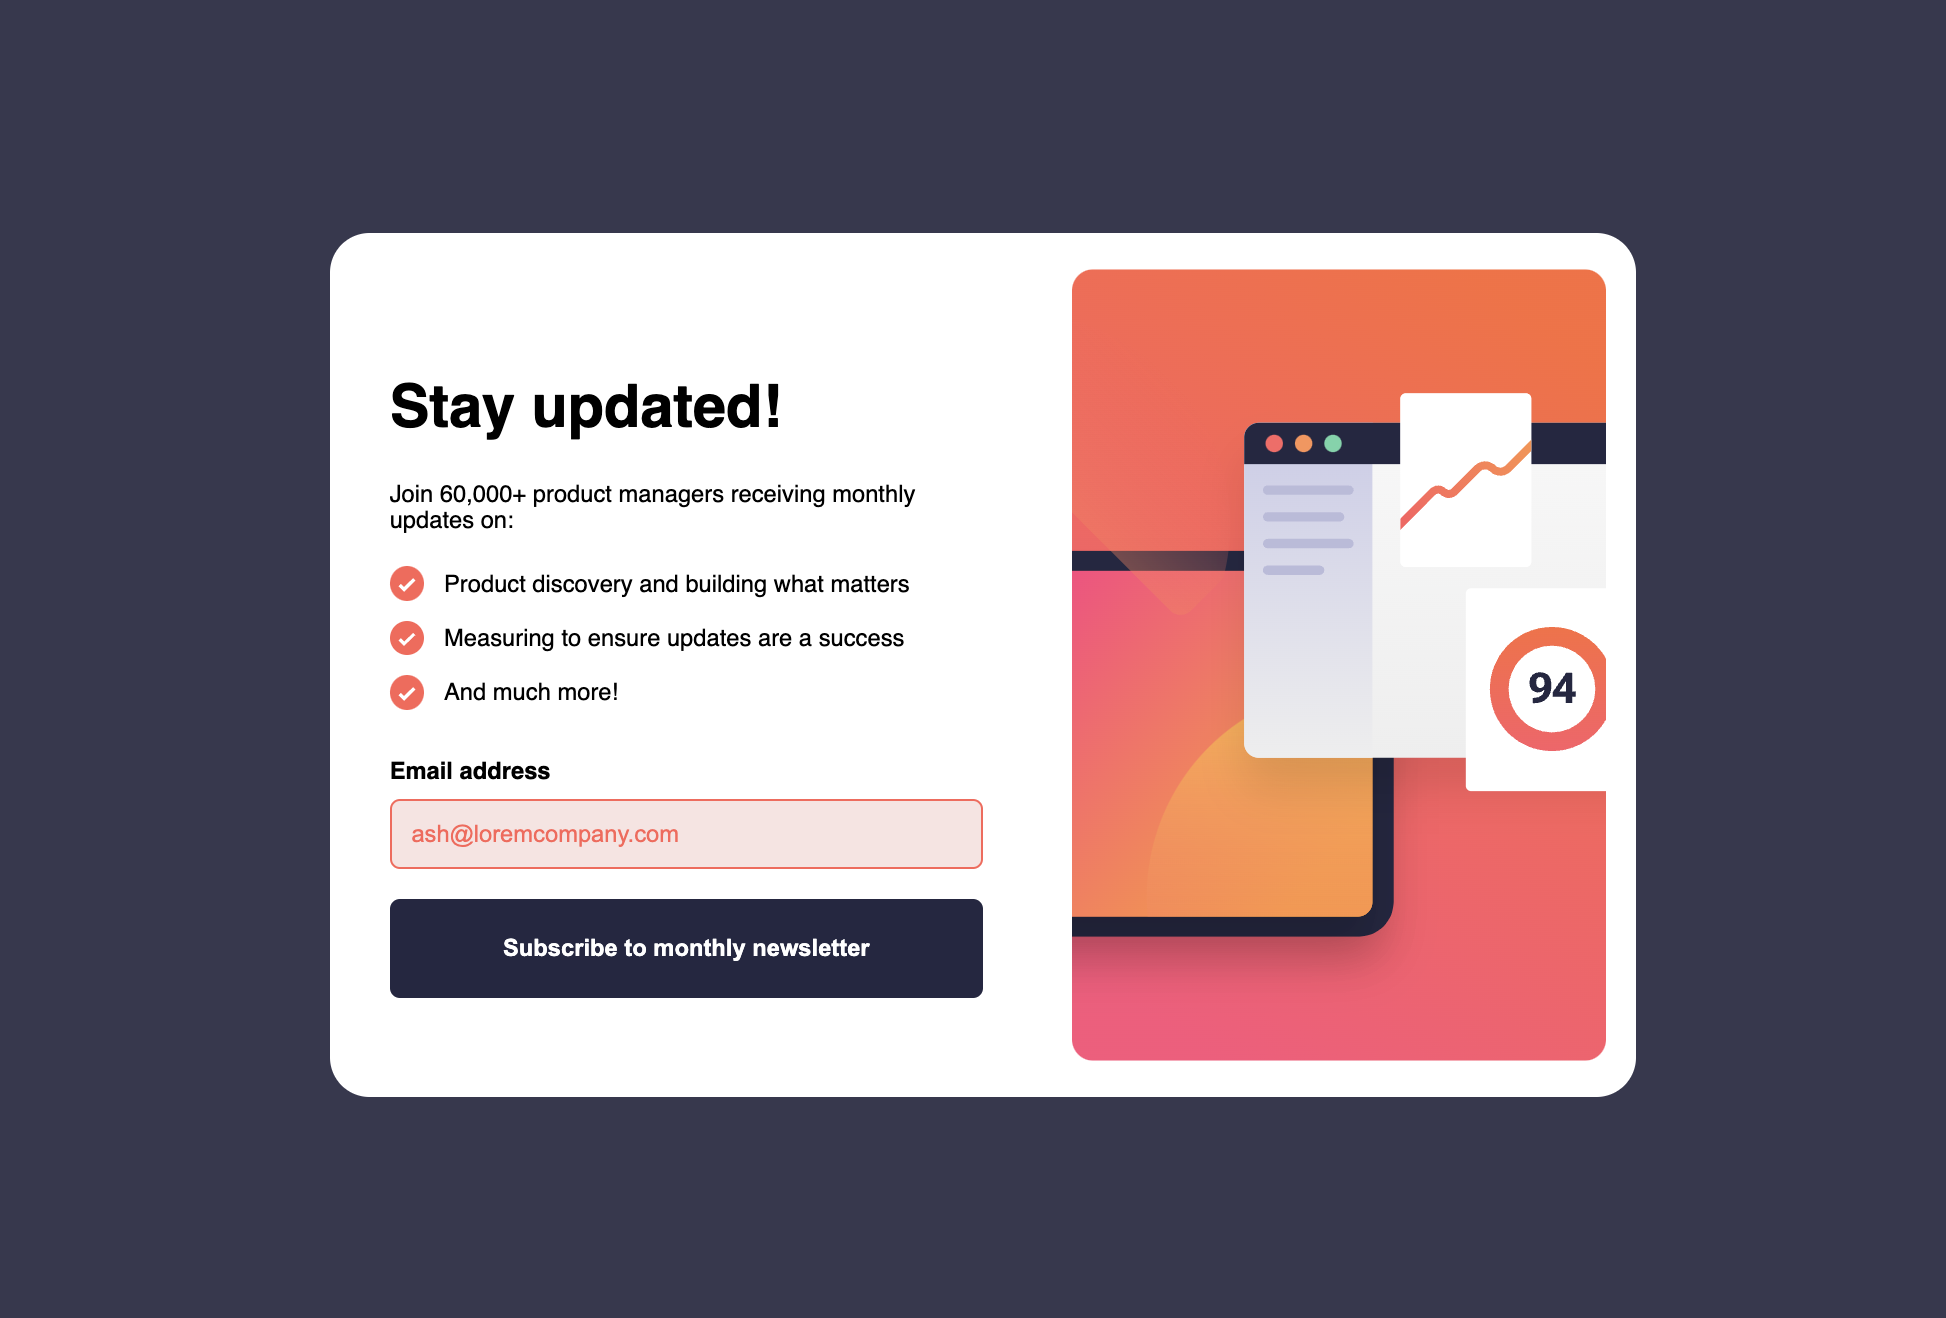 Stay updated!
Join 60,000+ product managers receiving monthly
updates on:
Product discovery and building what matters
Measuring to ensure updates are a success
And much more!
Email address
ash@loremcompany.com
Subscribe to monthly newsletter
94